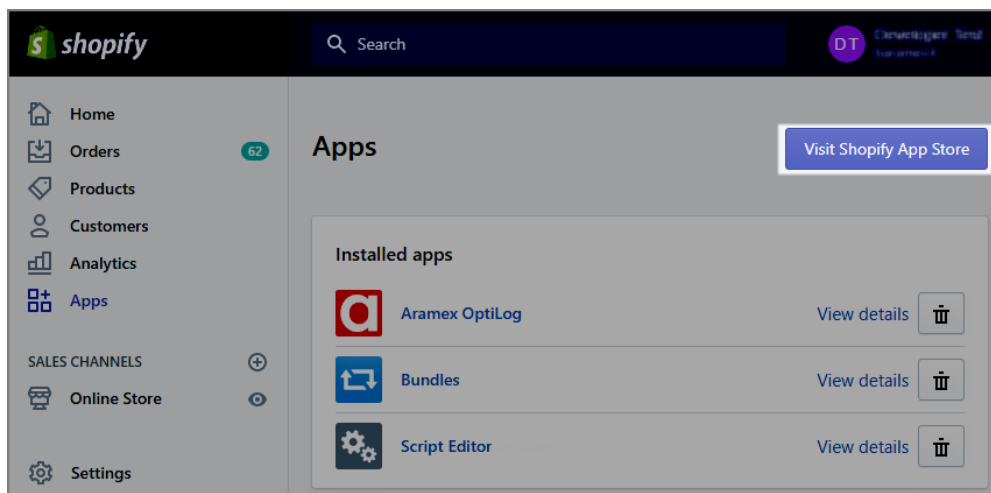 shopify
Search
DT
Home
Orders 62
Products
Customers
Analytics
Apps
SALES CHANNELS
Online Store
Settings
Apps
Visit Shopify App Store
Installed apps
Aramex OptiLog View details
Bundles View details
Script Editor View details